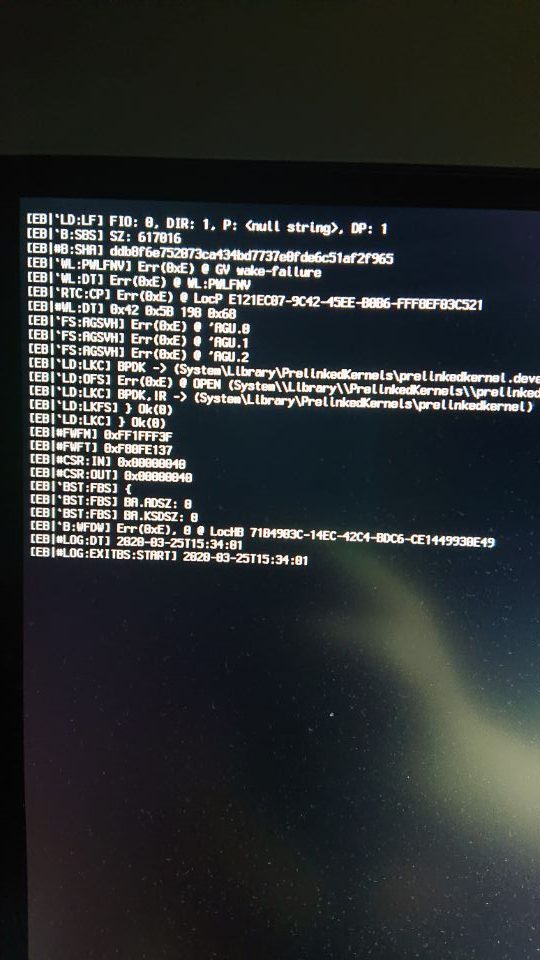 [EB|`LD:LF] FIO: 0, DIR: 1, P: <null string>, DP: 1
[EB|`B:SBS] SZ: 617016
[EB|#B:SHA] ddb0f6e752073ca434bd7737e0fde6c51af2f965
[EB|`WL:PWLFNV] Err(0xE) @ GV wake-failure
[EB|`WL:DT] Err(0xE) @ WL:PWLFNV
[EB|`RTC:CP] Err(0xE) @ LocP E121EC07-9C42-45EE-B0B6-FFF0EF03C521
[EB|#WL:DT] 0x42 0x5B 198 0x68
[EB|`FS:AGSVH] Err(0xE) @ ˆAGU.0
[EB|`FS:AGSVH] Err(0xE) @ ˆAGU.1
[EB|`FS:AGSVH] Err(0xE) @ ˆAGU.2
[EB|`LD:LKC] BPDK -> (System\Library\PrelinkedKernels\prelinkedkernel.deve
[EB|`LD:OFS] Err(0xE) @ OPEN (System\\Library\\PrelinkedKernels\\prelinked
[EB|`LD:LKC] BPDK,IR -> (System\Library\PrelinkedKernels\prelinkedkernel)
[EB|`LD:LKFS] } Ok(0)
[EB|`LD:LKC] } Ok(0)
[EB|#FWFM] 0xFF1FFF3F
[EB|#FWFT] 0xF00FE137
[EB|#CSR:IN] 0x00000040
[EB|#CSR:OUT] 0x00000040
[EB|`BST:FBS] {
[EB|`BST:FBS] BA.ADSZ: 0
[EB|`BST:FBS] BA.KSDSZ: 0
[EB|`B:WFDW] Err(0xE), 0 @ LocHB 71B4903C-14EC-42C4-BDC6-CE1449930E49
[EB|#LOG:DT] 2020-03-25T15:34:01
[EB|#LOG:EXITBS:START] 2020-03-25T15:34:01